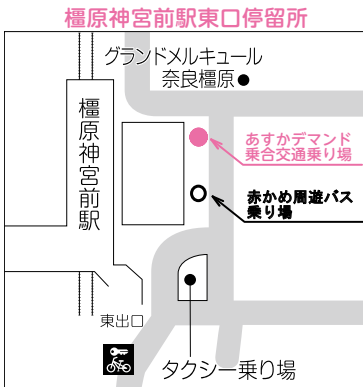 橿原神宮前駅東口停留所
グランドメルキュール
奈良橿原
橿原神宮前駅
あすかデマンド
乗合交通乗り場
赤かめ周遊バス
乗り場
東出口
タクシー乗り場